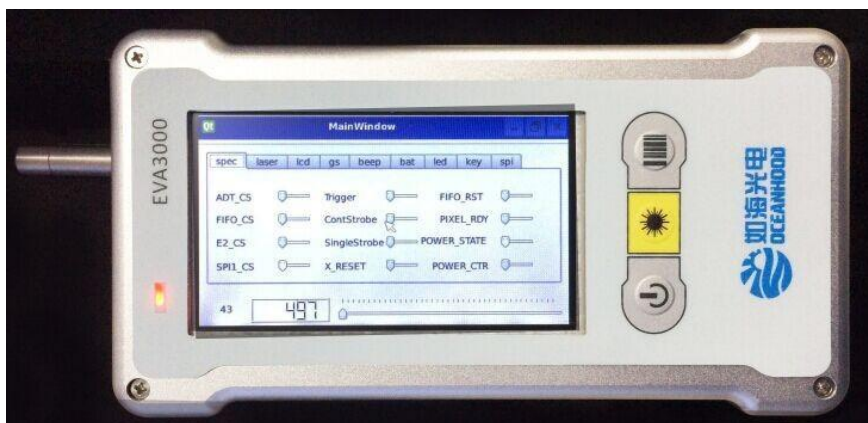 EVA3000
Qt
MainWindow
spec laser lcd gs beep bat led key spi
ADT_CS Trigger FIFO_RST
FIFO_CS ContStrobe PIXEL_RDY
E2_CS SingleStrobe POWER_STATE
SPI1_CS X_RESET POWER_CTR
43 497
如海光电
OCEANHOOD